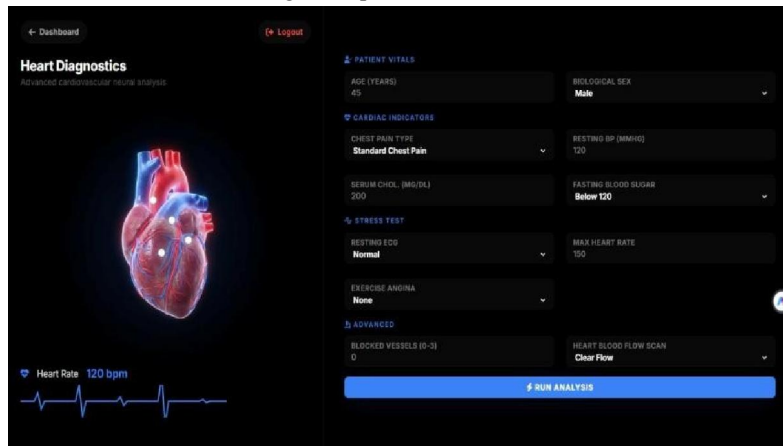 ← Dashboard
Logout
Heart Diagnostics
Advanced cardiovascular neural analysis
Heart Rate 120 bpm
PATIENT VITALS
AGE (YEARS)
45
BIOLOGICAL SEX
Male
CARDIAC INDICATORS
CHEST PAIN TYPE
Standard Chest Pain
RESTING BP (MMHG)
120
SERUM CHOL. (MG/DL)
200
FASTING BLOOD SUGAR
Below 120
STRESS TEST
RESTING ECG
Normal
MAX HEART RATE
150
EXERCISE ANGINA
None
ADVANCED
BLOCKED VESSELS (0-3)
0
HEART BLOOD FLOW SCAN
Clear Flow
RUN ANALYSIS